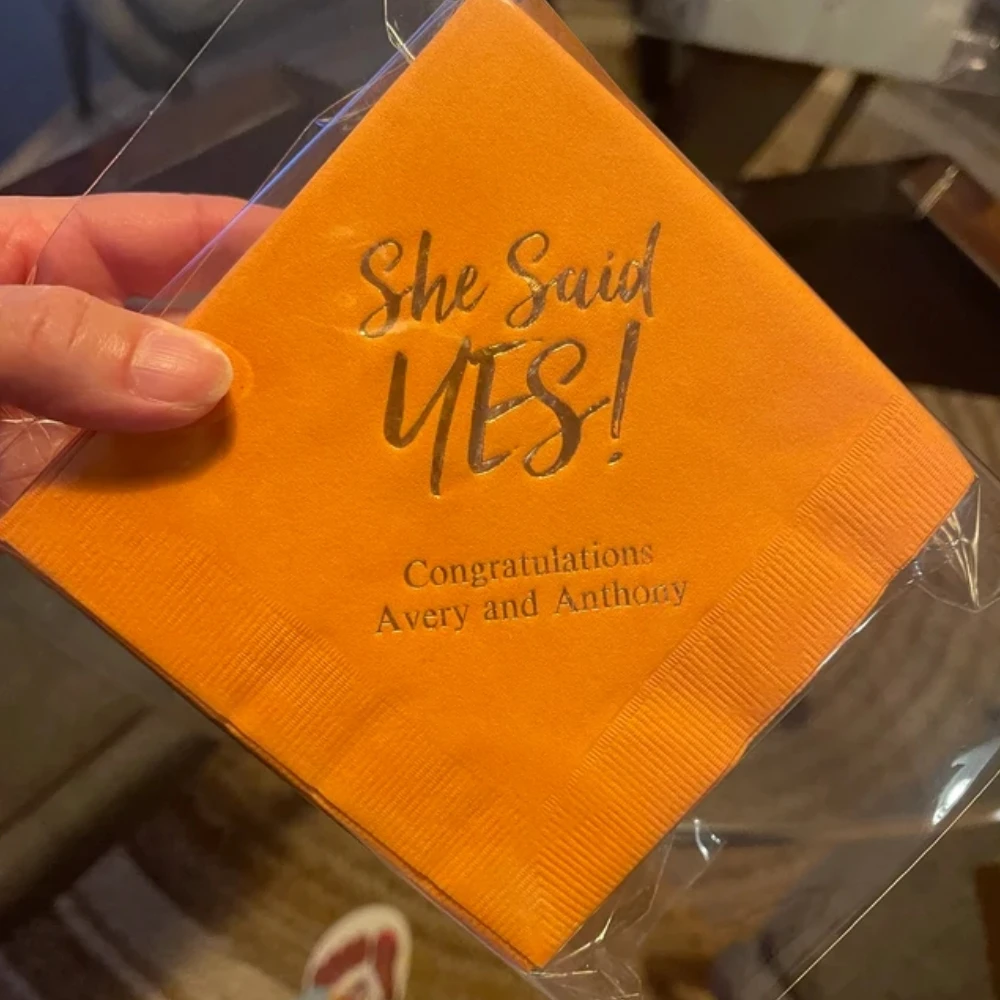 She Said
YES!
Congratulations
Avery and Anthony